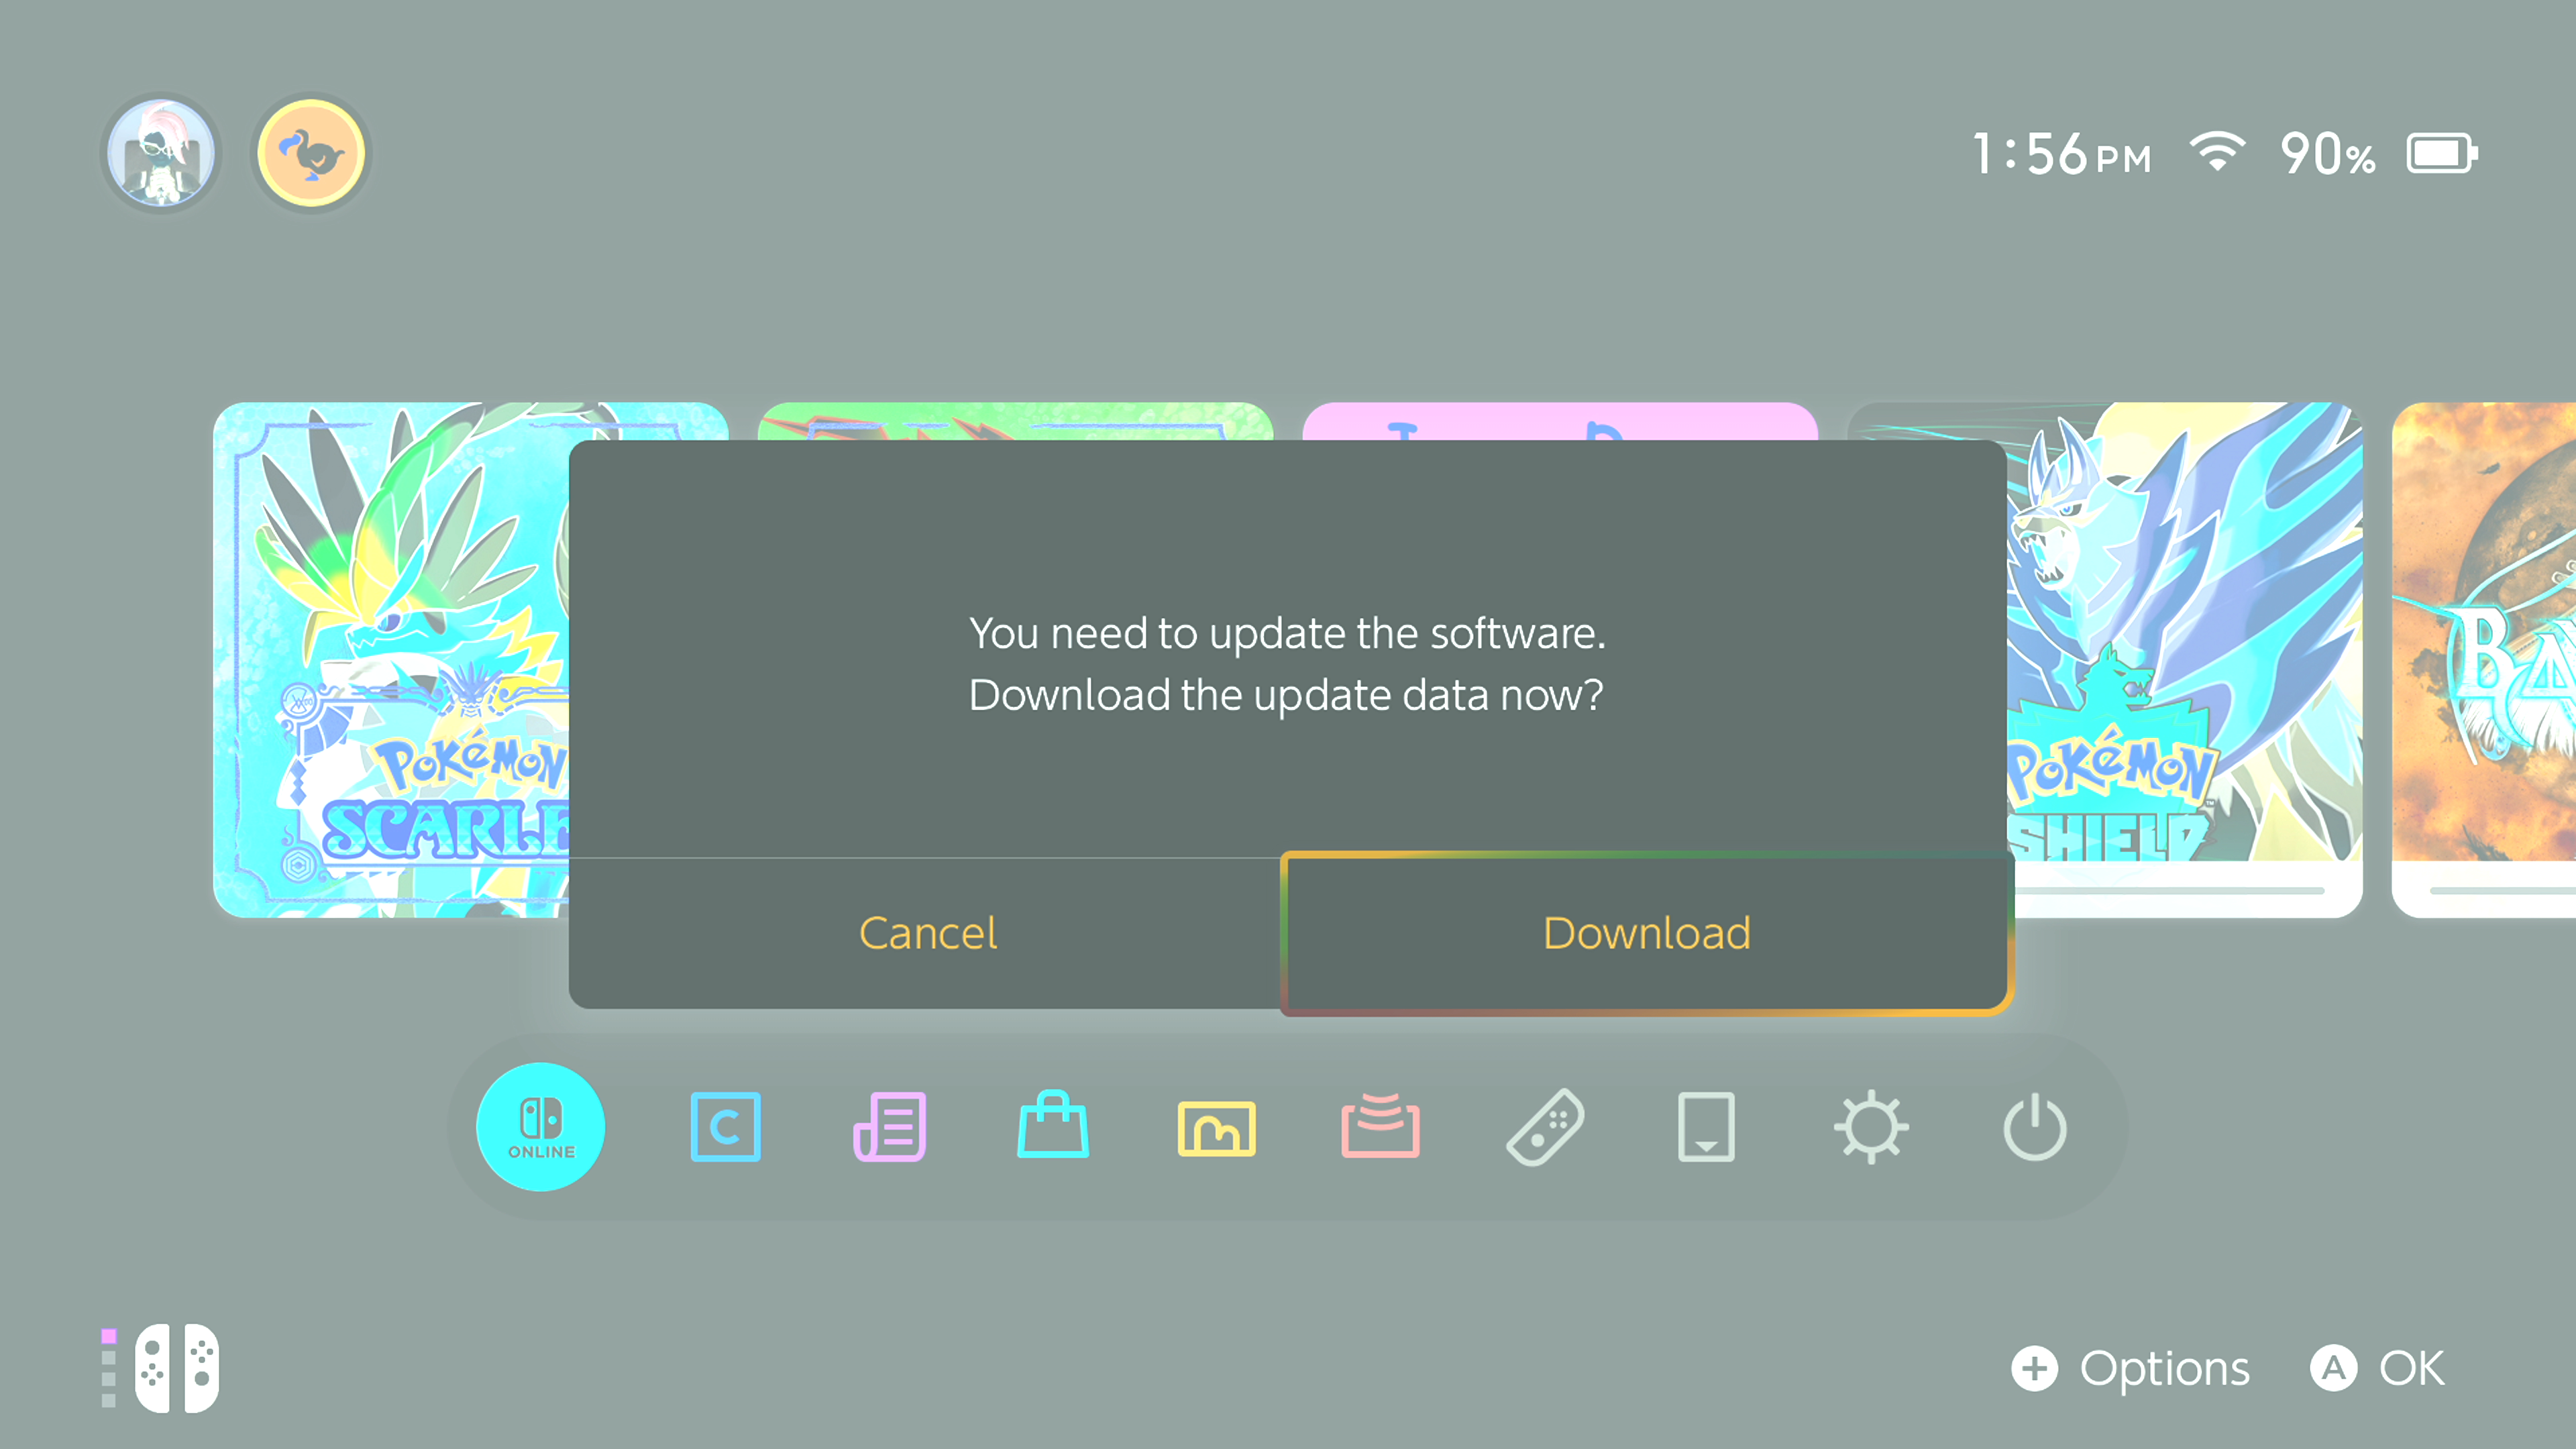 1:56 PM 90%
You need to update the software.
Download the update data now?
Cancel
Download
POKÉMON
SCARLE
POKÉMON
SHIELD
BA
C
ONLINE
+ Options
A OK